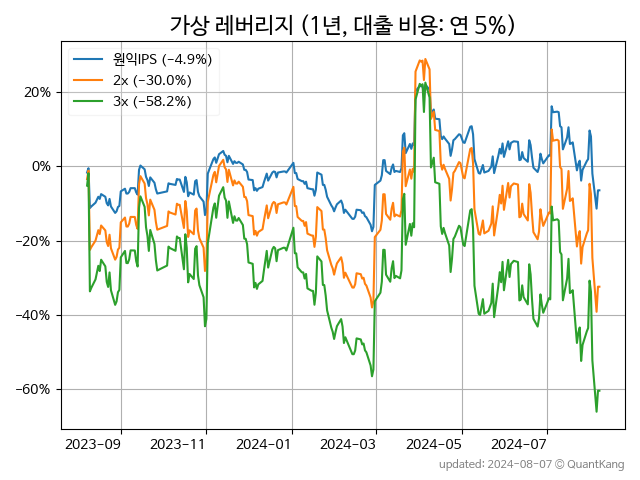 가상 레버리지 (1년, 대출 비용: 연 5%)
원익IPS (−4.9%)
2x (−30.0%)
3x (−58.2%)
20%
0%
−20%
−40%
−60%
2023-09 2023-11 2024-01 2024-03 2024-05 2024-07
updated: 2024-08-07 © QuantKang